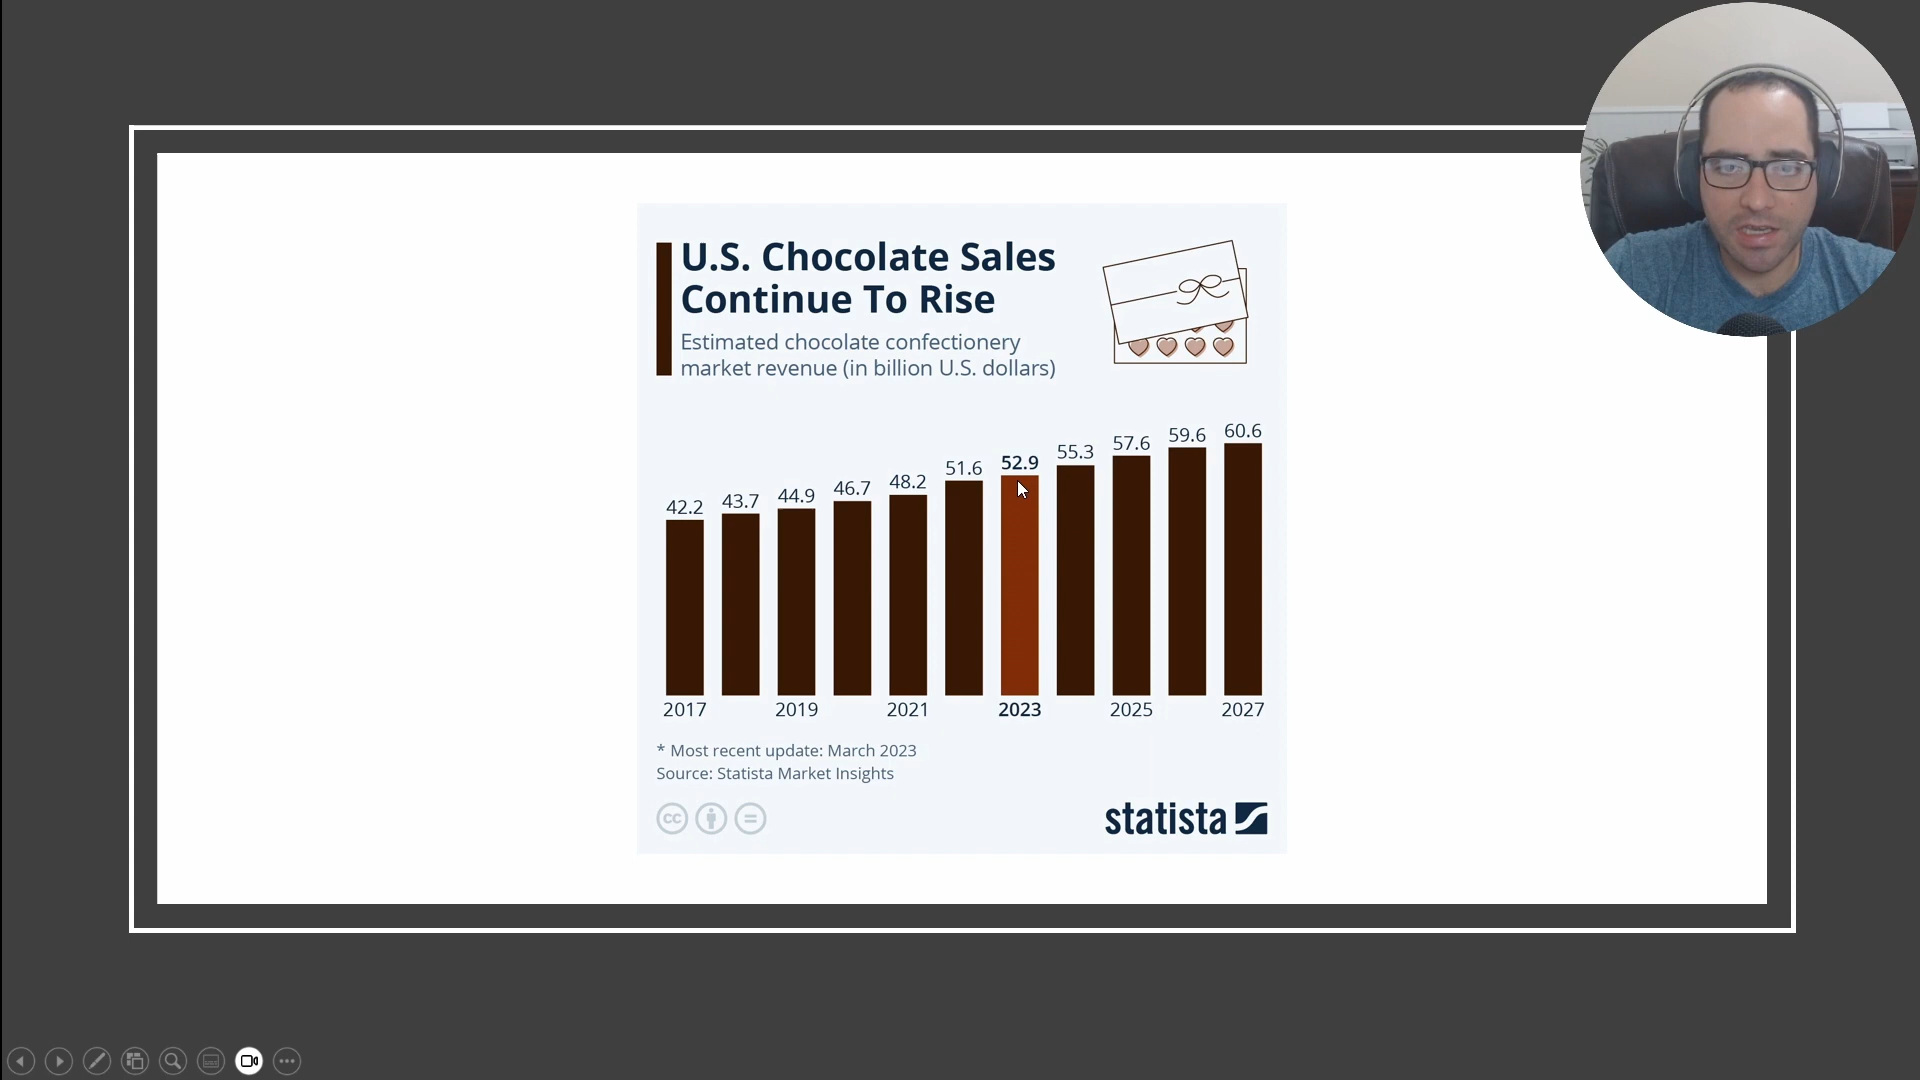 U.S. Chocolate Sales
Continue To Rise
Estimated chocolate confectionery
market revenue (in billion U.S. dollars)
42.2 43.7 44.9 46.7 48.2 51.6 52.9 55.3 57.6 59.6 60.6
2017 2019 2021 2023 2025 2027
* Most recent update: March 2023
Source: Statista Market Insights
cc
statista